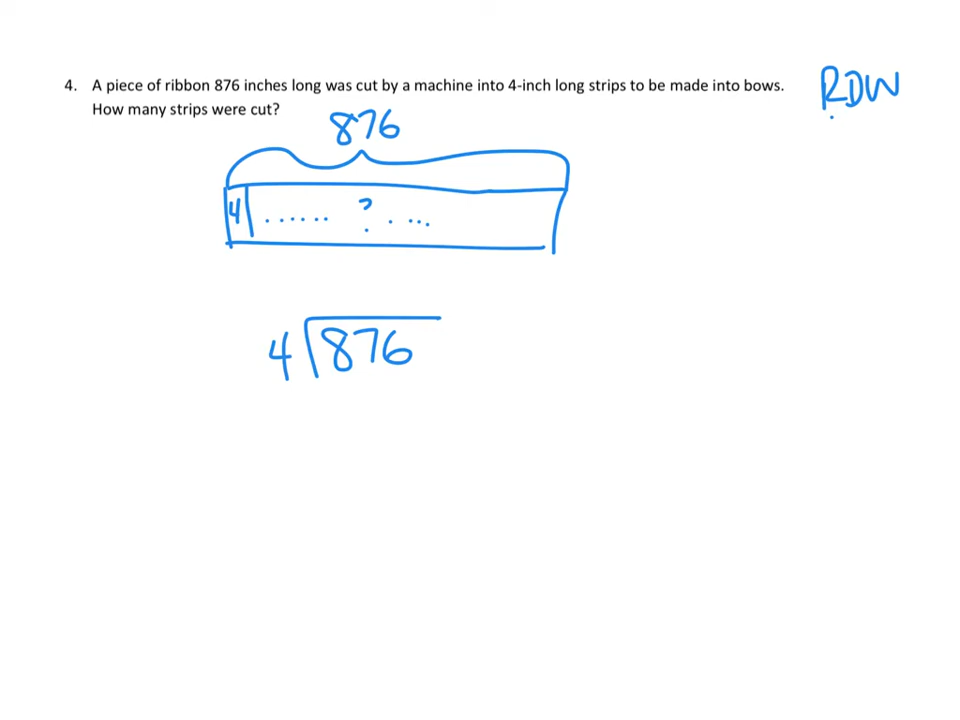 4. A piece of ribbon 876 inches long was cut by a machine into 4-inch long strips to be made into bows. RDW
How many strips were cut?
876
4 ...... ? . ...
4 876